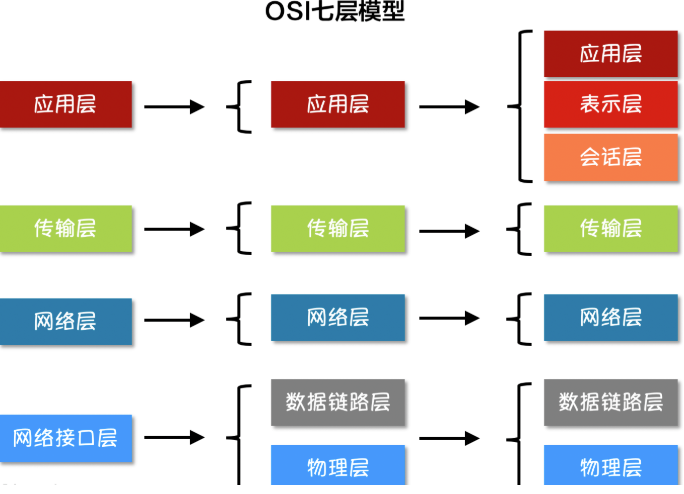 OSI七层模型
应用层
应用层
应用层
表示层
会话层
传输层
传输层
传输层
网络层
网络层
网络层
网络接口层
数据链路层
物理层
数据链路层
物理层